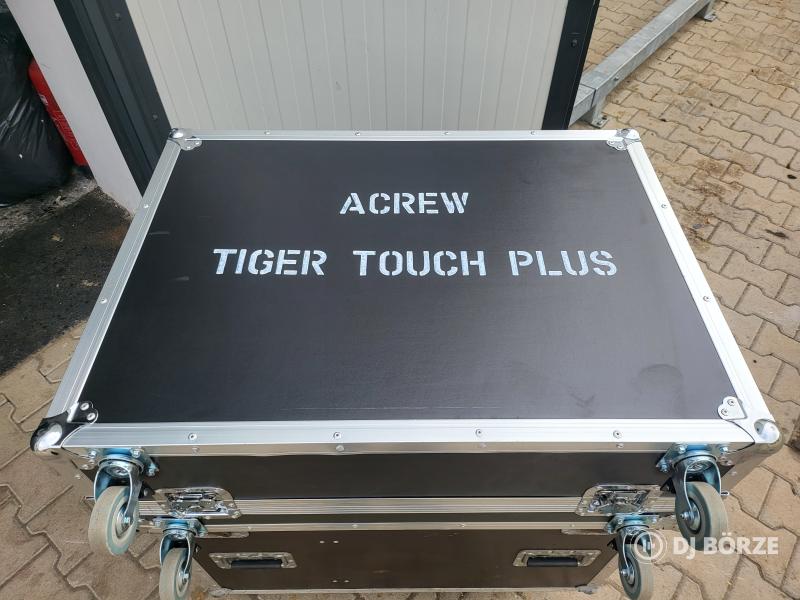 ACREW
TIGER TOUCH PLUS
DJ BÖRZE